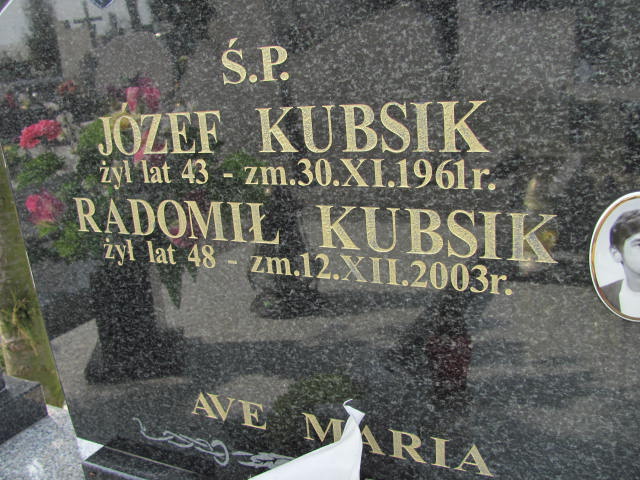 Ś.P.
JÓZEF KUBSIK
żył lat 43 - zm.30.XI.1961r.
RADOMIŁ KUBSIK
żył lat 48 - zm.12.XII.2003r.
AVE MARIA